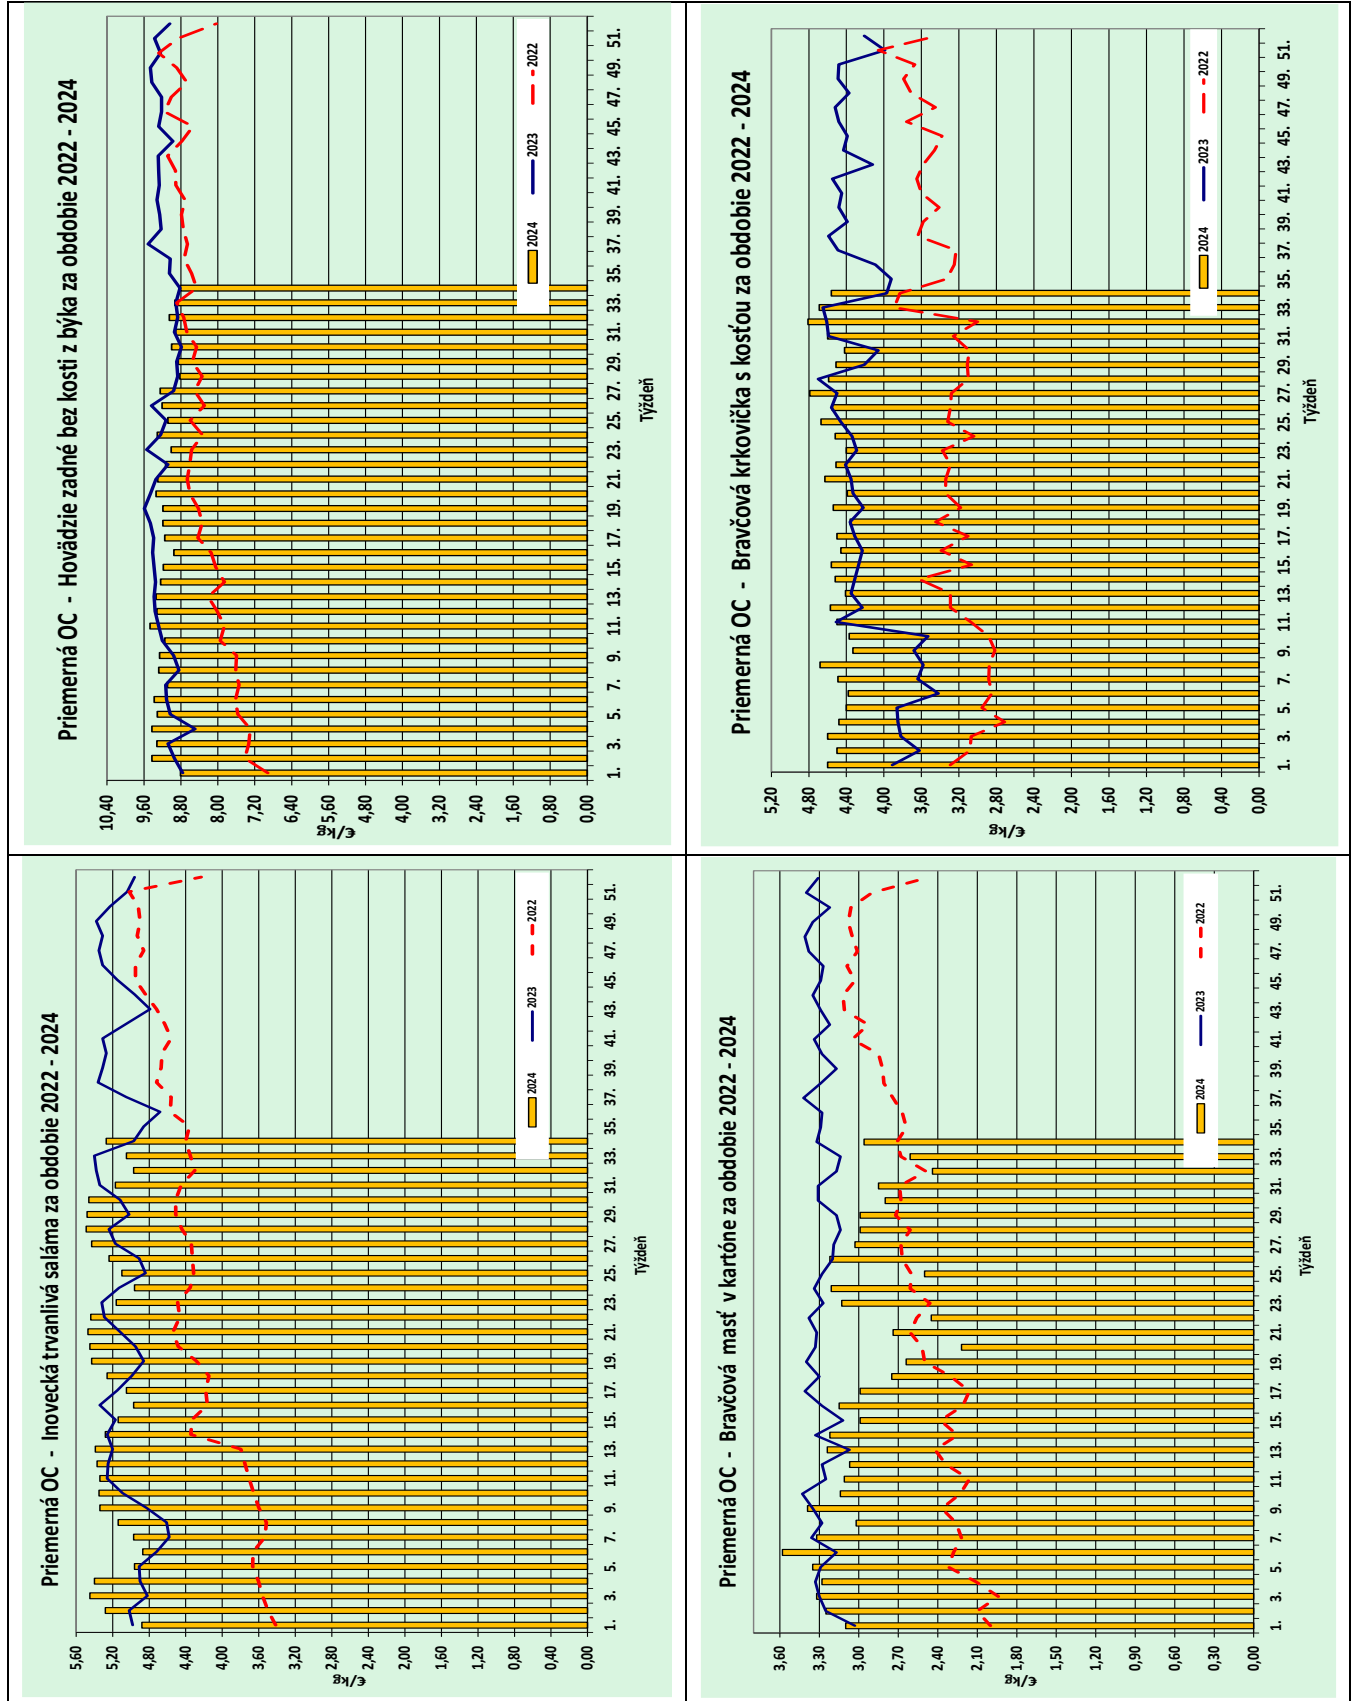 Priemerná OC - Inovecká trvanlivá saláma za obdobie 2022 - 2024
5,60
5,20
4,80
4,40
4,00
3,60
3,20
2,80
2,40
2,00
1,60
1,20
0,80
0,40
0,00
€/kg
2024 2023 2022
1. 3. 5. 7. 9. 11. 13. 15. 17. 19. 21. 23. 25. 27. 29. 31. 33. 35. 37. 39. 41. 43. 45. 47. 49. 51.
Týždeň
Priemerná OC - Hovädzie zadné bez kosti z býka za obdobie 2022 - 2024
10,40
9,60
8,80
8,00
7,20
6,40
5,60
4,80
4,00
3,20
2,40
1,60
0,80
0,00
€/kg
2024 2023 2022
1. 3. 5. 7. 9. 11. 13. 15. 17. 19. 21. 23. 25. 27. 29. 31. 33. 35. 37. 39. 41. 43. 45. 47. 49. 51.
Týždeň
Priemerná OC - Bravčová masť v kartóne za obdobie 2022 - 2024
3,60
3,30
3,00
2,70
2,40
2,10
1,80
1,50
1,20
0,90
0,60
0,30
0,00
€/kg
2024 2023 2022
1. 3. 5. 7. 9. 11. 13. 15. 17. 19. 21. 23. 25. 27. 29. 31. 33. 35. 37. 39. 41. 43. 45. 47. 49. 51.
Týždeň
Priemerná OC - Bravčová krkovička s kosťou za obdobie 2022 - 2024
5,20
4,80
4,40
4,00
3,60
3,20
2,80
2,40
2,00
1,60
1,20
0,80
0,40
0,00
€/kg
2024 2023 2022
1. 3. 5. 7. 9. 11. 13. 15. 17. 19. 21. 23. 25. 27. 29. 31. 33. 35. 37. 39. 41. 43. 45. 47. 49. 51.
Týždeň